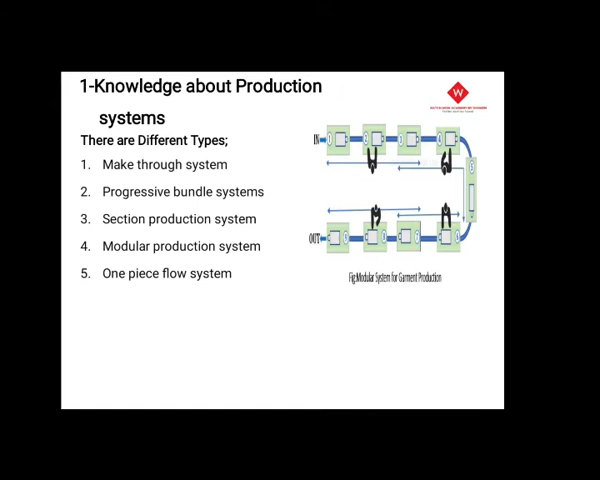 1-Knowledge about Production
systems
There are Different Types;
1. Make through system
2. Progressive bundle systems
3. Section production system
4. Modular production system
5. One piece flow system
W
IN
OUT
Fig:Modular System for Garment Production